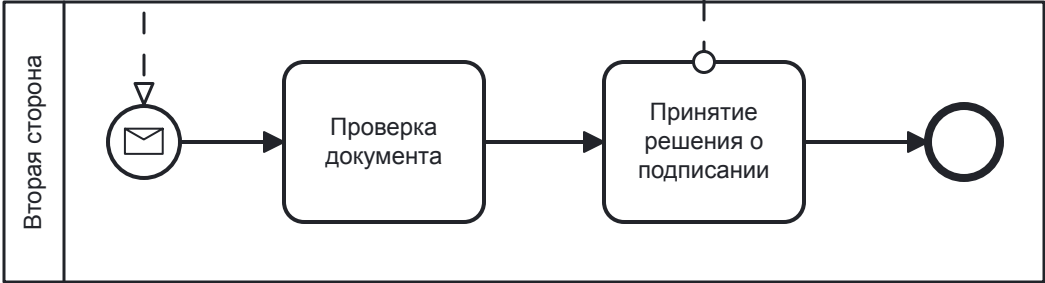 Вторая сторона
Проверка
документа
Принятие
решения о
подписании